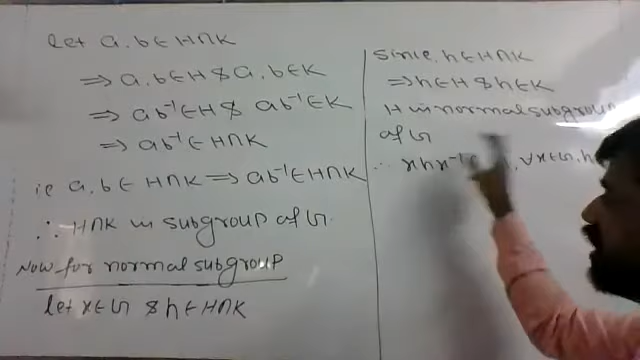 let a, b ∈ H∩K
⇒ a, b ∈ H & a, b ∈ K
⇒ ab⁻¹ ∈ H & ab⁻¹ ∈ K
⇒ ab⁻¹ ∈ H∩K
ie a, b ∈ H∩K ⇒ ab⁻¹ ∈ H∩K
∴ H∩K is subgroup of G.
Now for normal subgroup
let x ∈ G & h ∈ H∩K
Since, h ∈ H∩K
⇒ h ∈ H & h ∈ K
H is normal subgroup
of G
∴ xhx⁻¹ , ∀x∈G, h